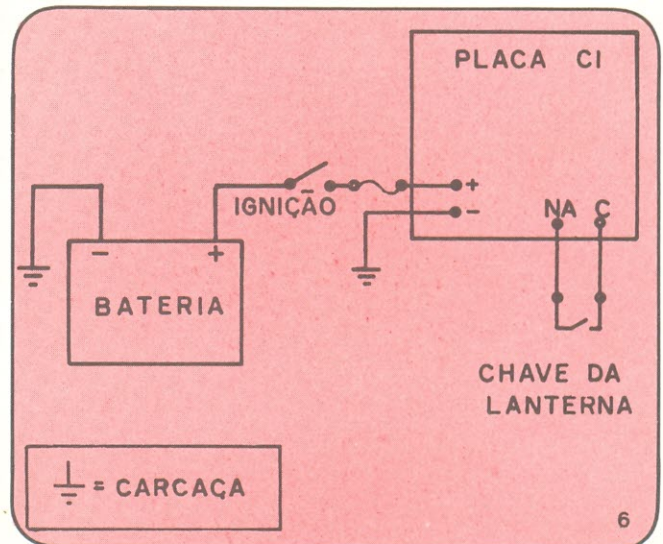 PLACA CI
IGNIÇÃO
+
-
NA C
- +
BATERIA
CHAVE DA
LANTERNA
= CARCAÇA
6